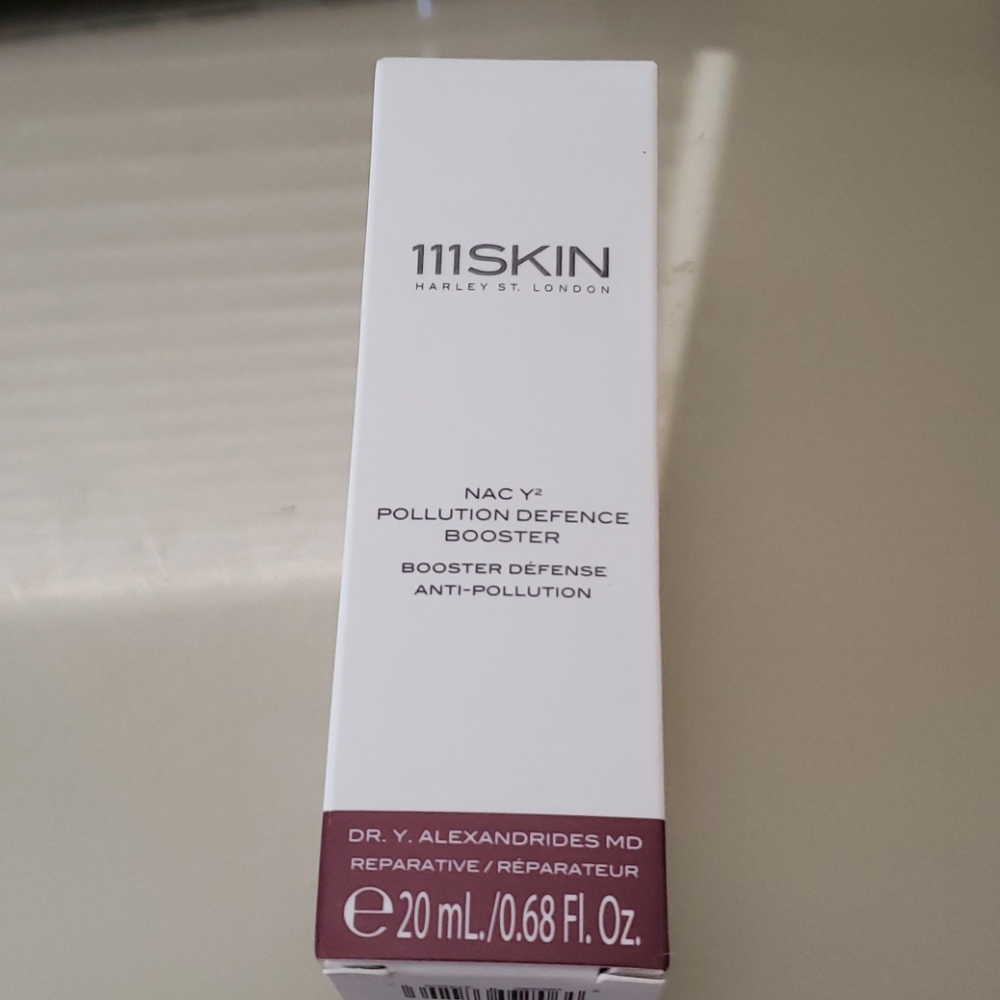 111SKIN
HARLEY ST. LONDON
NAC Y²
POLLUTION DEFENCE
BOOSTER
BOOSTER DÉFENSE
ANTI-POLLUTION
DR. Y. ALEXANDRIDES MD
REPARATIVE / RÉPARATEUR
℮ 20 mL./0.68 Fl. Oz.